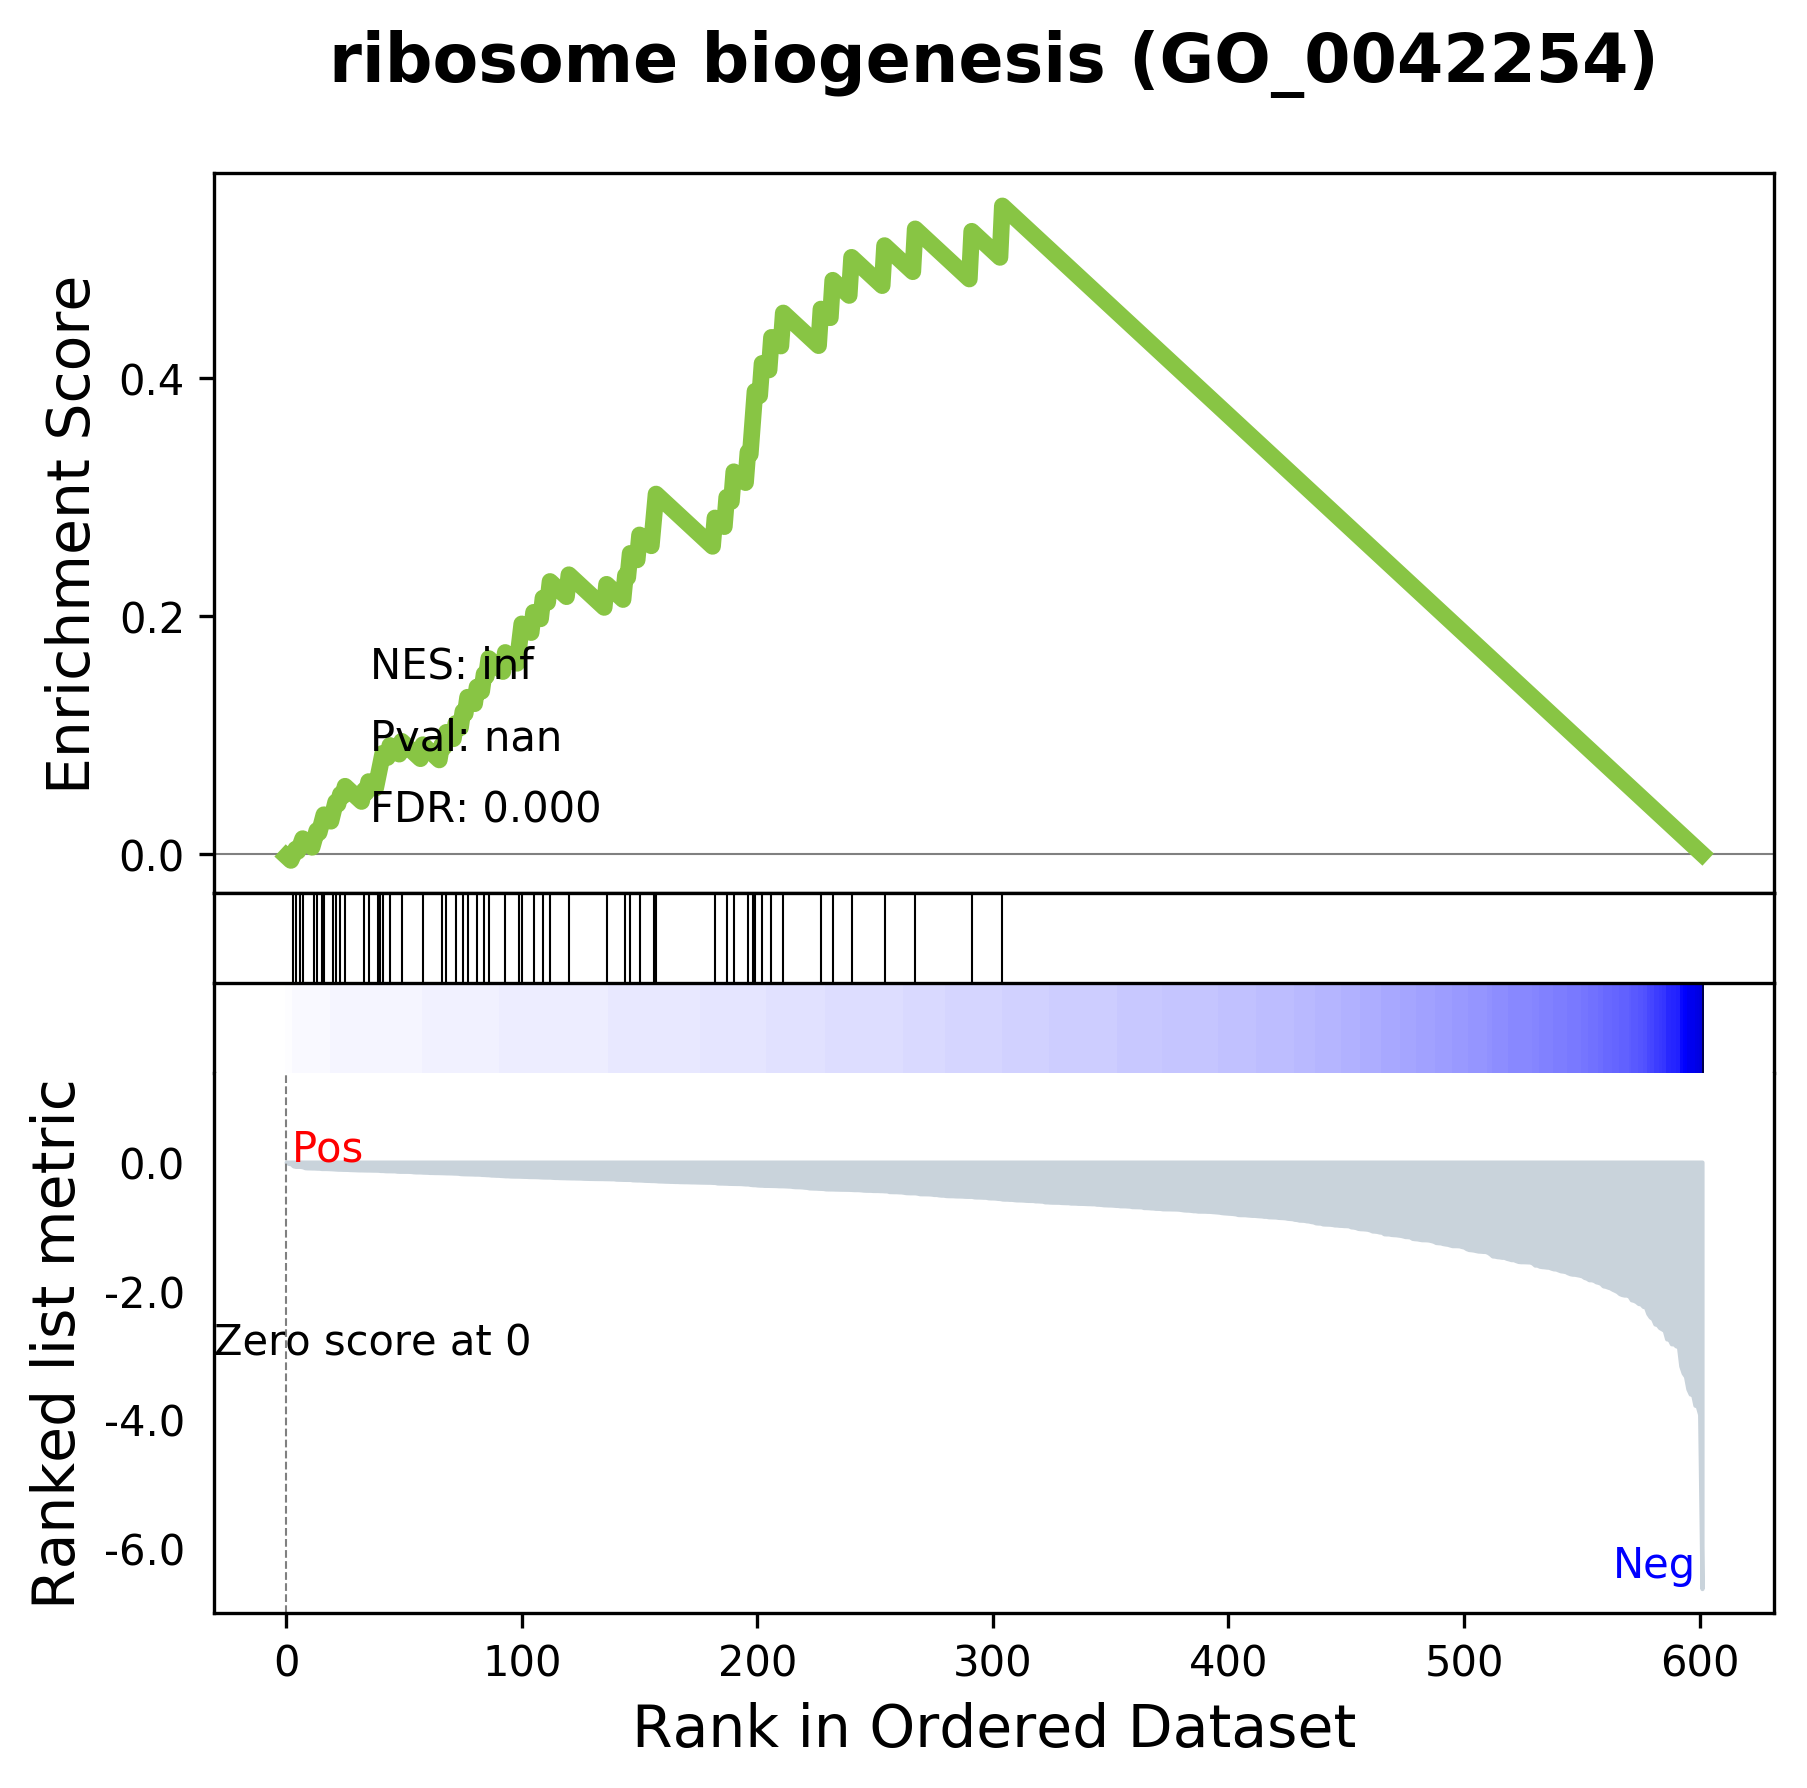 ribosome biogenesis (GO_0042254)
Enrichment Score
0.4
0.2
0.0
NES: inf
Pval: nan
FDR: 0.000
Ranked list metric
0.0
-2.0
-4.0
-6.0
Pos
Zero score at 0
Neg
0 100 200 300 400 500 600
Rank in Ordered Dataset